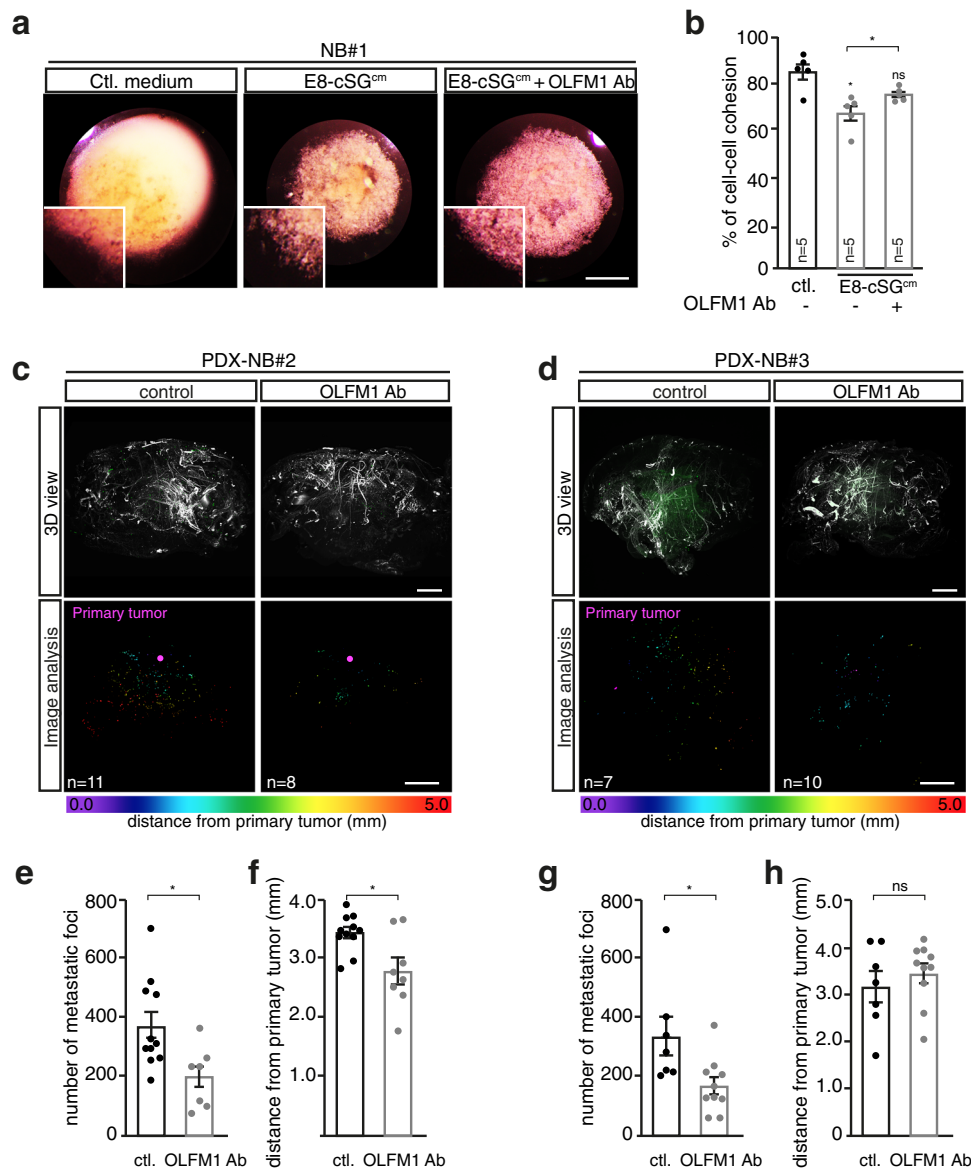 a
NB#1
Ctl. medium
E8-cSGcm
E8-cSGcm + OLFM1 Ab
b
% of cell-cell cohesion
100
80
60
40
20
0
*
*
ns
n=5
n=5
n=5
ctl.
E8-cSGcm
OLFM1 Ab
-
-
+
c
PDX-NB#2
control
OLFM1 Ab
3D view
Image analysis
Primary tumor
n=11
n=8
0.0
5.0
distance from primary tumor (mm)
d
PDX-NB#3
control
OLFM1 Ab
3D view
Image analysis
Primary tumor
n=7
n=10
0.0
5.0
distance from primary tumor (mm)
e
number of metastatic foci
800
600
400
200
0
*
ctl. OLFM1 Ab
f
distance from primary tumor (mm)
4.0
3.0
2.0
1.0
*
ctl. OLFM1 Ab
g
number of metastatic foci
800
600
400
200
0
*
ctl. OLFM1 Ab
h
distance from primary tumor (mm)
5.0
4.0
3.0
2.0
1.0
0
ns
ctl. OLFM1 Ab